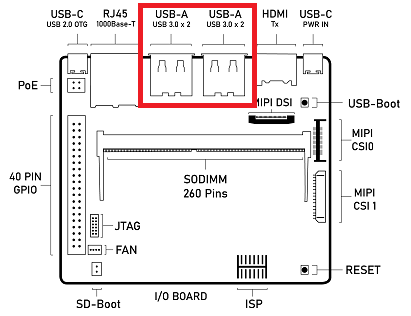 USB-C
USB 2.0 OTG
RJ45
1000Base-T
USB-A
USB 3.0 x 2
USB-A
USB 3.0 x 2
HDMI
Tx
USB-C
PWR IN
PoE
USB-Boot
MIPI DSI
MIPI
CSI0
40 PIN
GPIO
SODIMM
260 Pins
MIPI
CSI 1
JTAG
FAN
RESET
SD-Boot
I/O BOARD
ISP